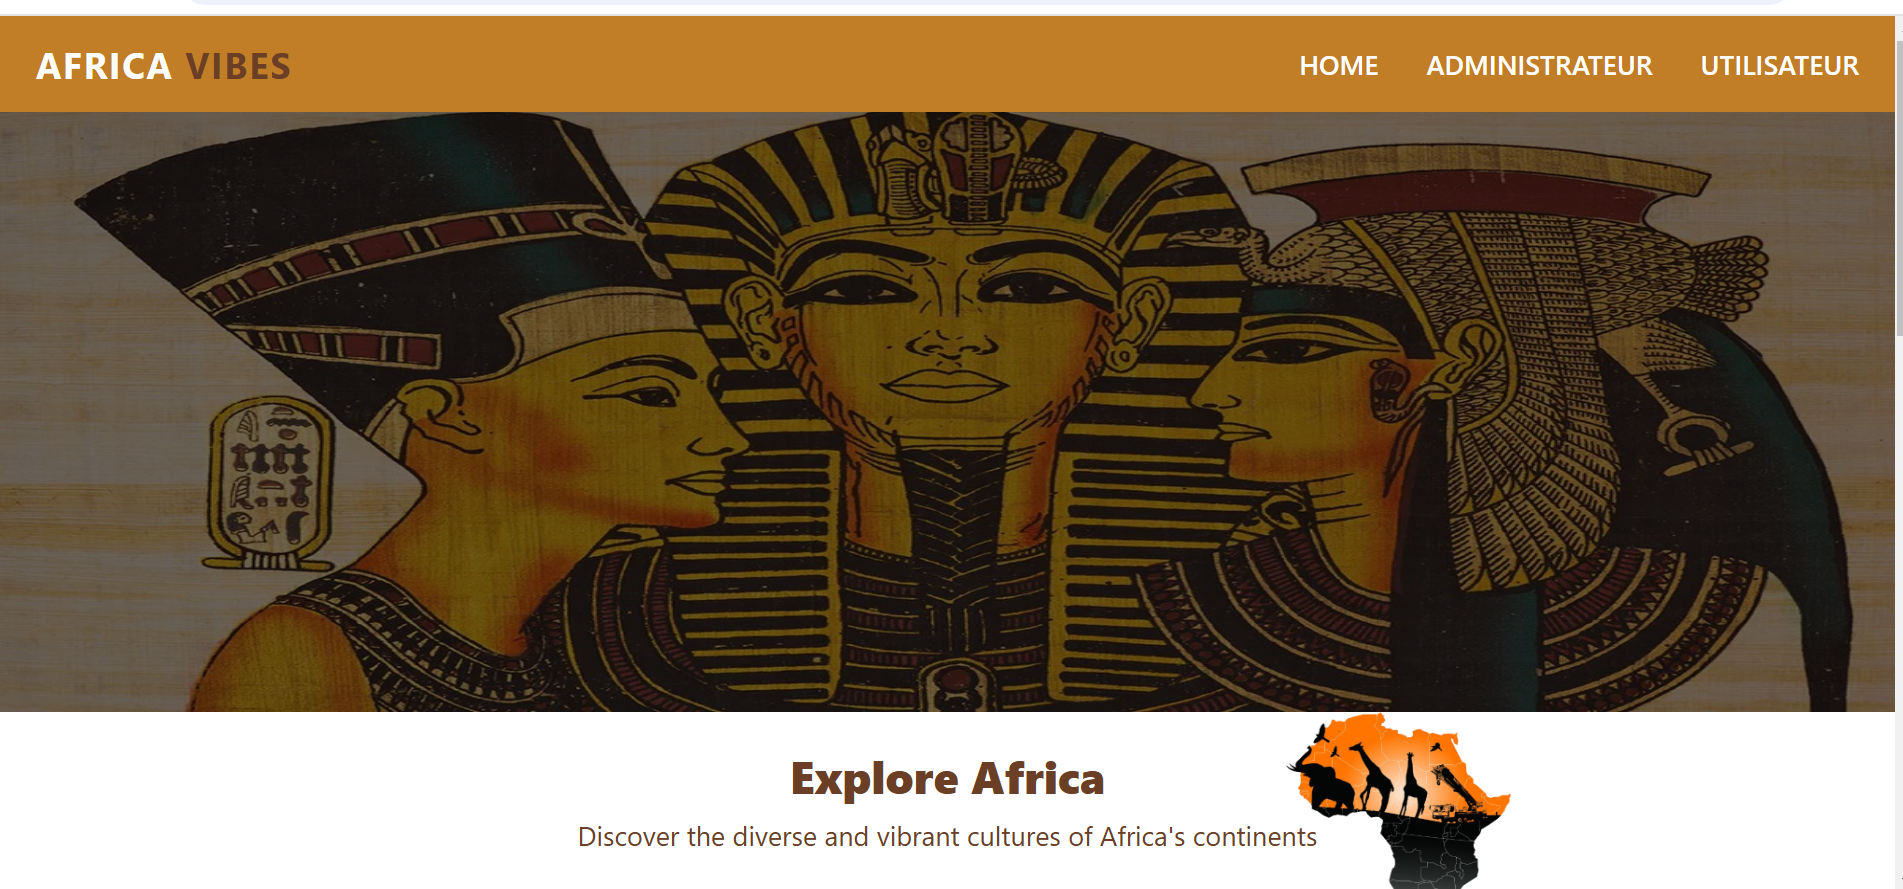 AFRICA VIBES
HOME ADMINISTRATEUR UTILISATEUR
Explore Africa
Discover the diverse and vibrant cultures of Africa's continents